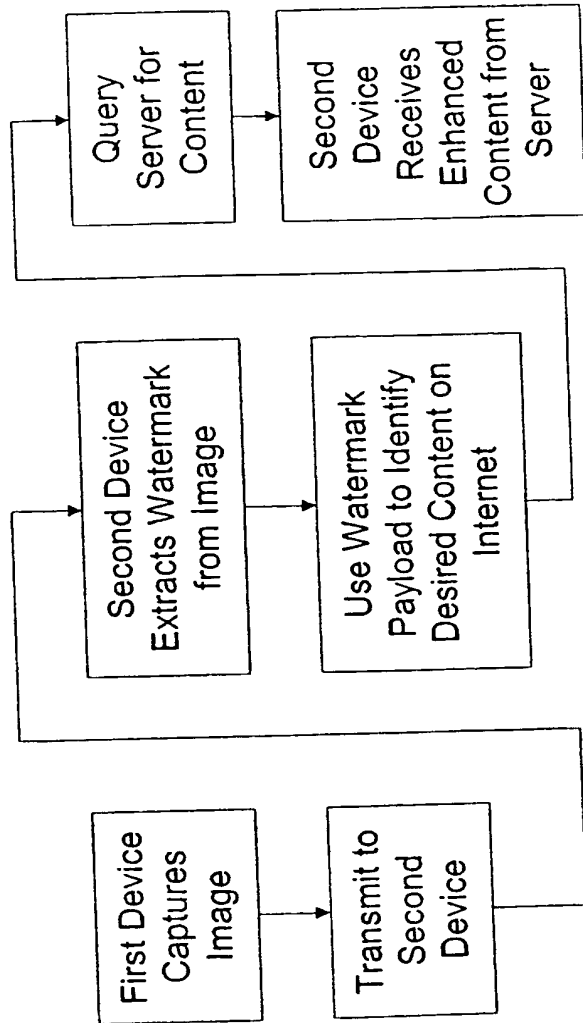 First Device
Captures
Image
Transmit to
Second
Device
Second Device
Extracts Watermark
from Image
Use Watermark
Payload to Identify
Desired Content on
Internet
Query
Server for
Content
Second
Device
Receives
Enhanced
Content from
Server